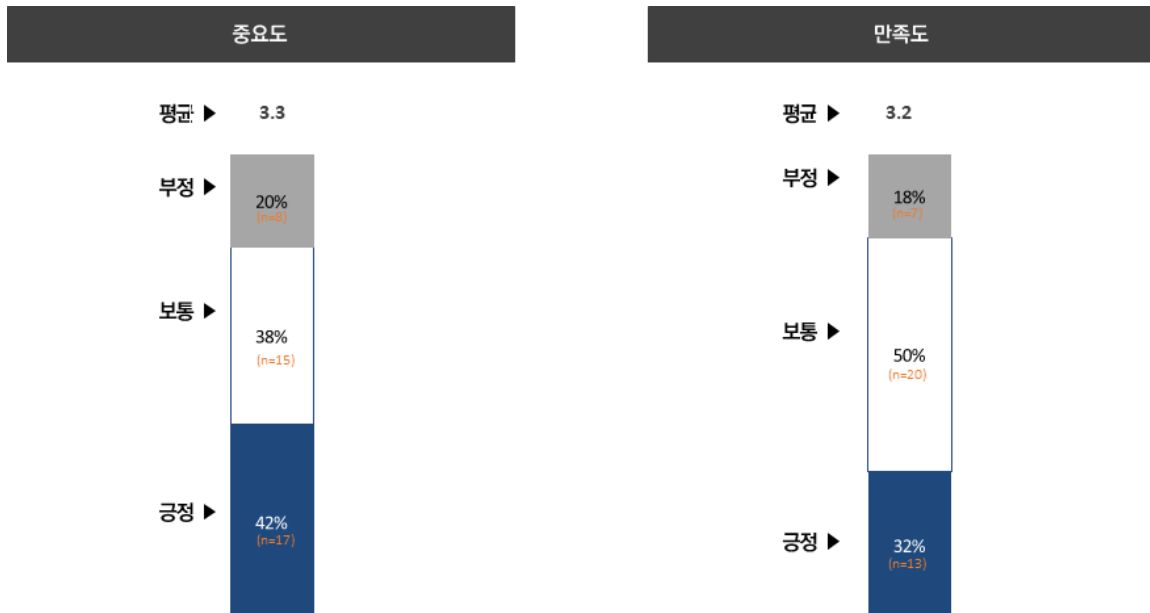 중요도
평균 ▶ 3.3
부정 ▶
20%
(n=8)
보통 ▶
38%
(n=15)
긍정 ▶
42%
(n=17)
만족도
평균 ▶ 3.2
부정 ▶
18%
(n=7)
보통 ▶
50%
(n=20)
긍정 ▶
32%
(n=13)